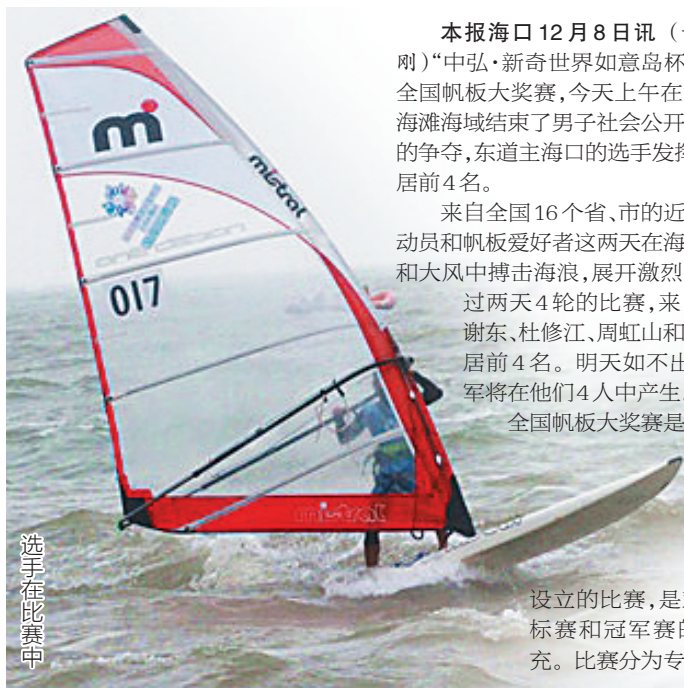 本报海口12月8日讯（
刚）“中弘·新奇世界如意岛杯
全国帆板大奖赛，今天上午在
海滩海域结束了男子社会公开
的争夺，东道主海口的选手发挥
居前4名。
来自全国16个省、市的近
动员和帆板爱好者这两天在海
和大风中搏击海浪，展开激烈
过两天4轮的比赛，来
谢东、杜修江、周虹山和
居前4名。明天如不出
军将在他们4人中产生
全国帆板大奖赛是
设立的比赛，是
标赛和冠军赛的
充。比赛分为专
mistral
ONE DESIGN
017
mistral
选手在比赛中